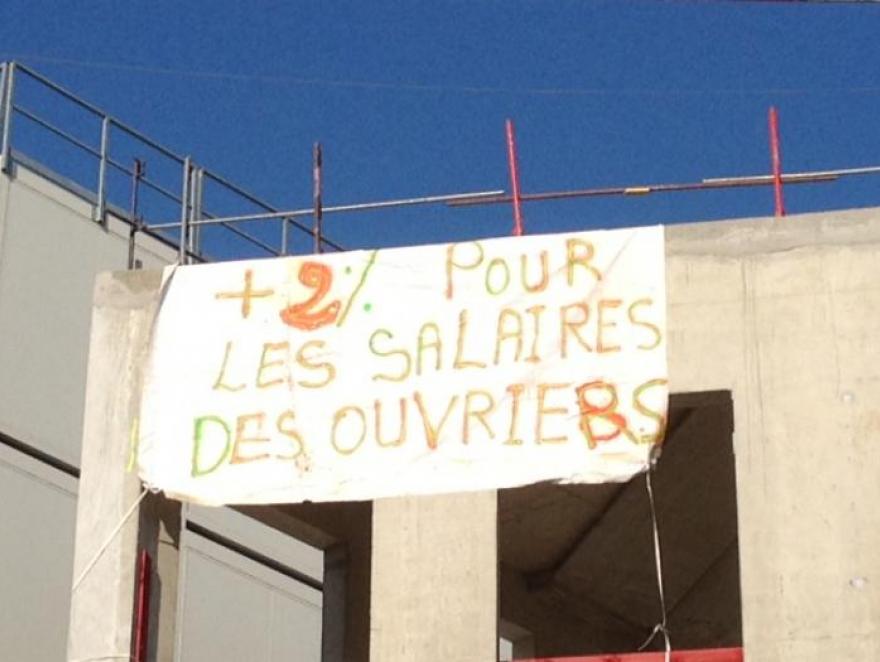 +2% POUR
LES SALAIRES
DES OUVRIERS